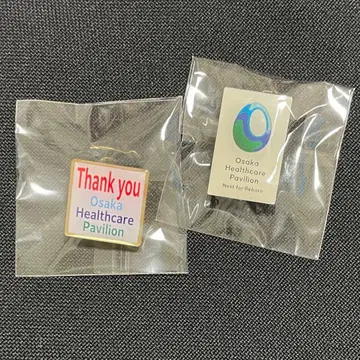 Thank you
Osaka
Healthcare
Pavilion
Osaka
Healthcare
Pavilion
Nest for Reborn